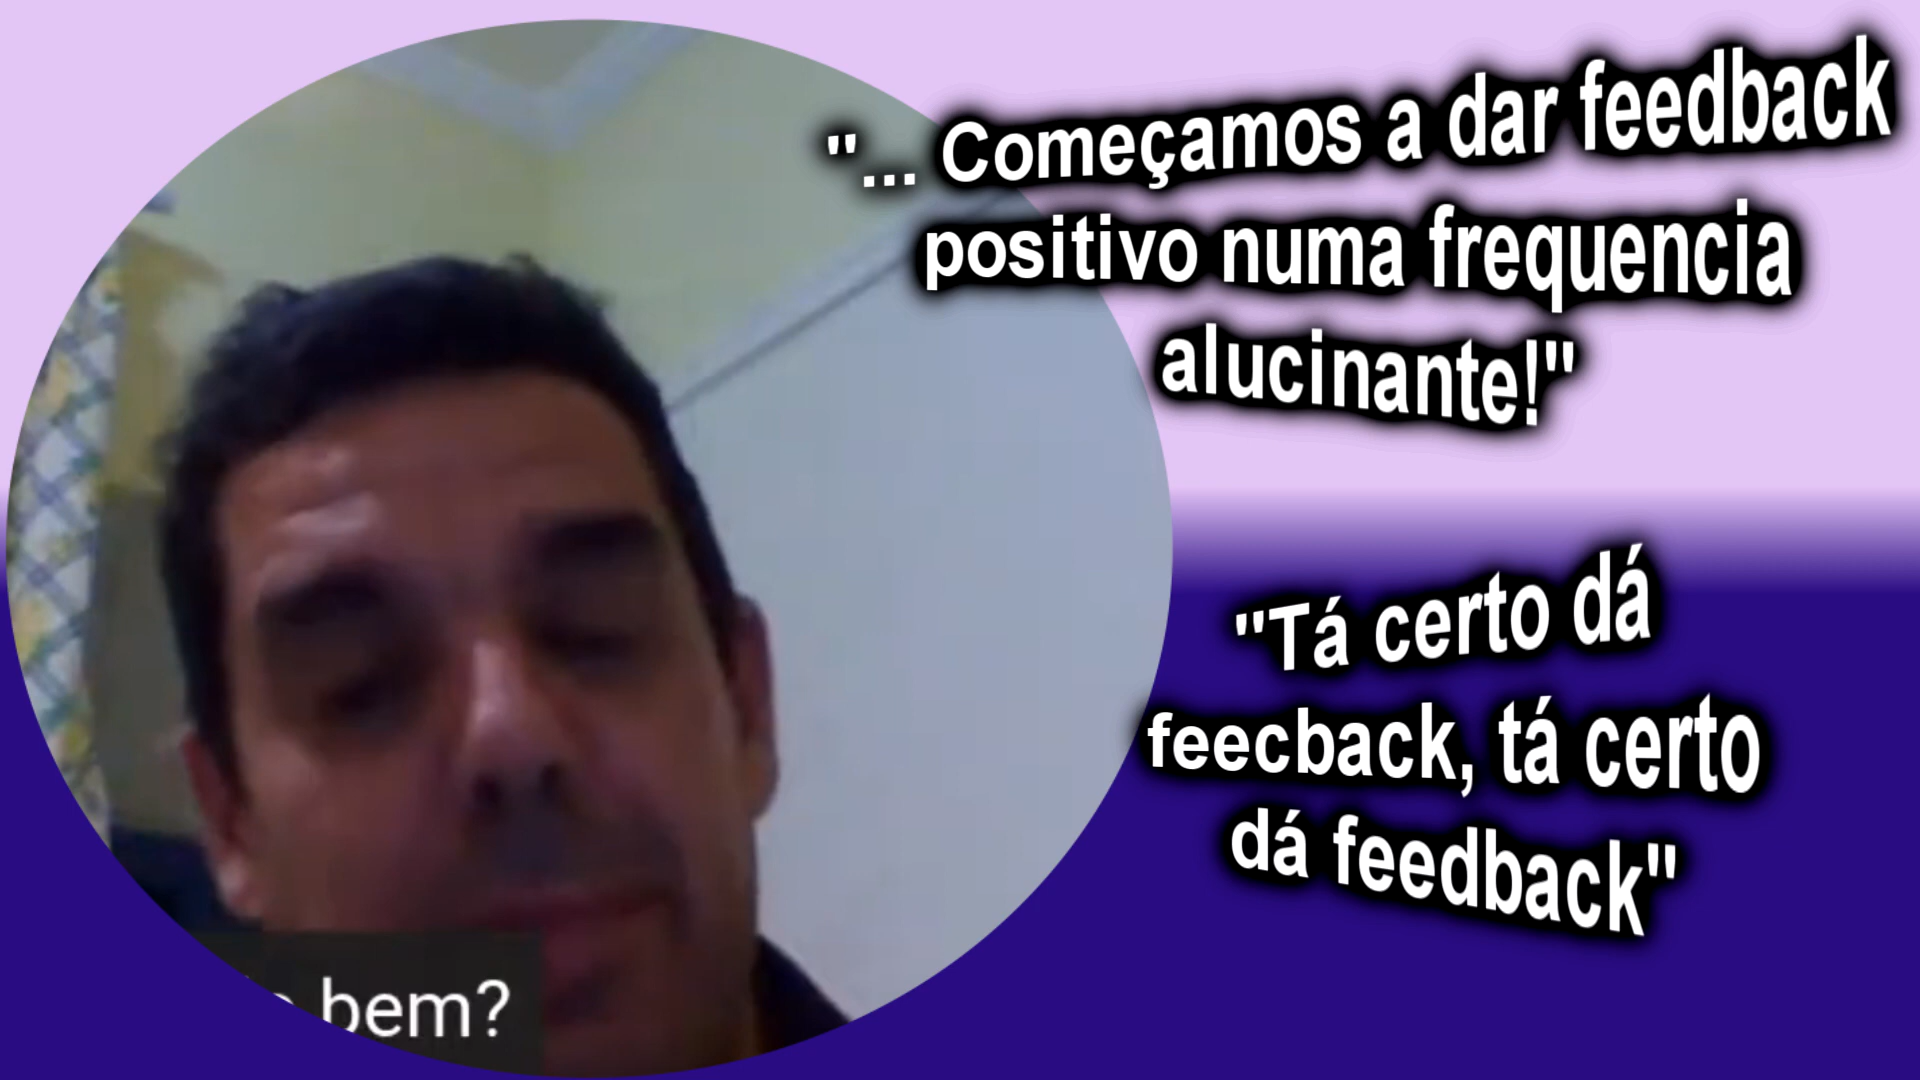 "... Começamos a dar feedback
positivo numa frequencia
alucinante!"
"Tá certo dá
feecback, tá certo
dá feedback"
bem?